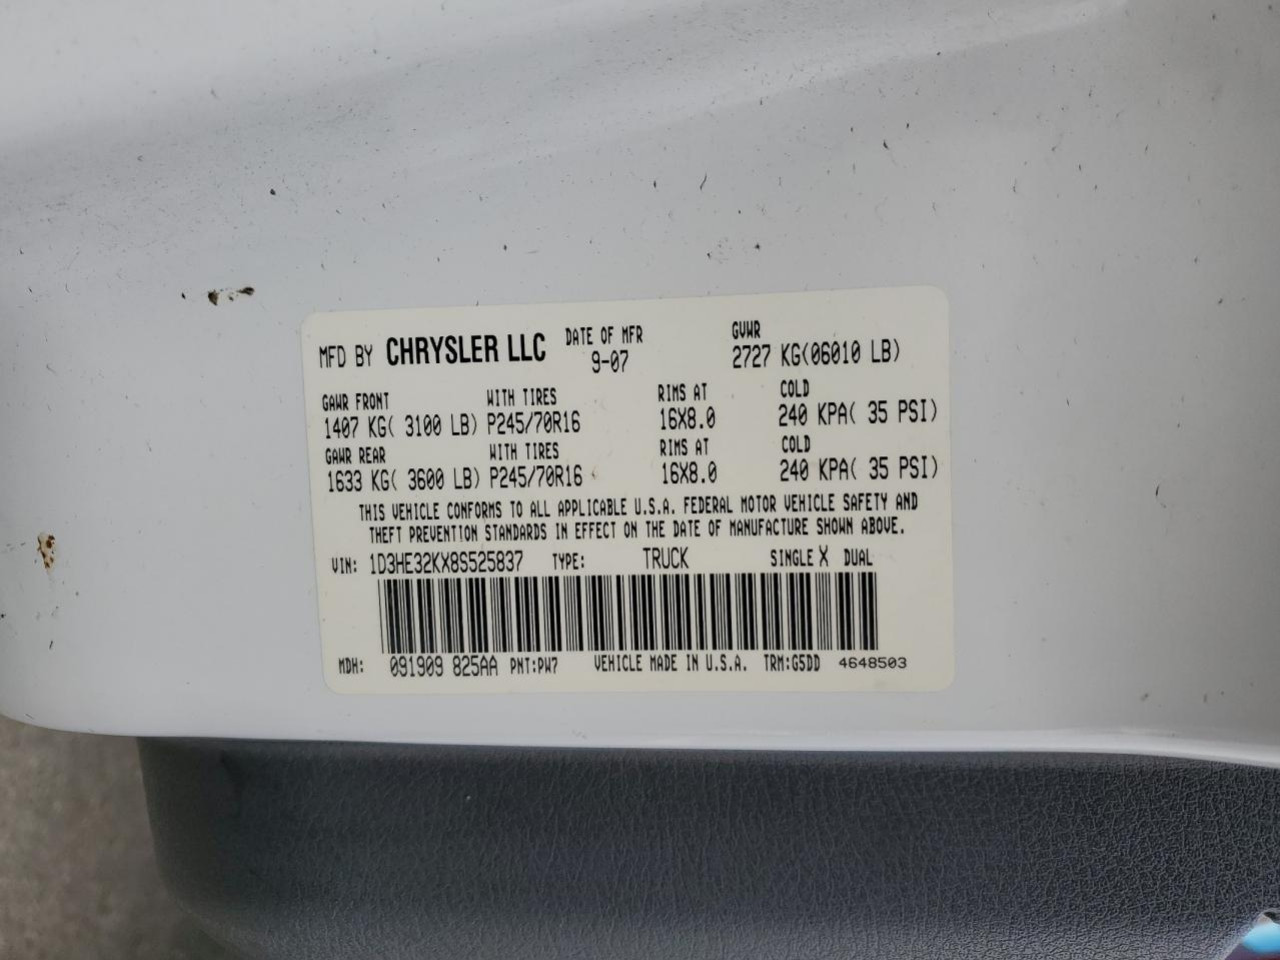 MFD BY CHRYSLER LLC DATE OF MFR 9-07 GVWR 2727 KG(06010 LB)
GAWR FRONT WITH TIRES RIMS AT COLD
1407 KG( 3100 LB) P245/70R16 16X8.0 240 KPA( 35 PSI)
GAWR REAR WITH TIRES RIMS AT COLD
1633 KG( 3600 LB) P245/70R16 16X8.0 240 KPA( 35 PSI)
THIS VEHICLE CONFORMS TO ALL APPLICABLE U.S.A. FEDERAL MOTOR VEHICLE SAFETY AND
THEFT PREVENTION STANDARDS IN EFFECT ON THE DATE OF MANUFACTURE SHOWN ABOVE.
VIN: 1D3HE32KX8S525837 TYPE: TRUCK SINGLE X DUAL
MDH: 091909 825AA PNT:PW7 VEHICLE MADE IN U.S.A. TRM:G5DD 4648503